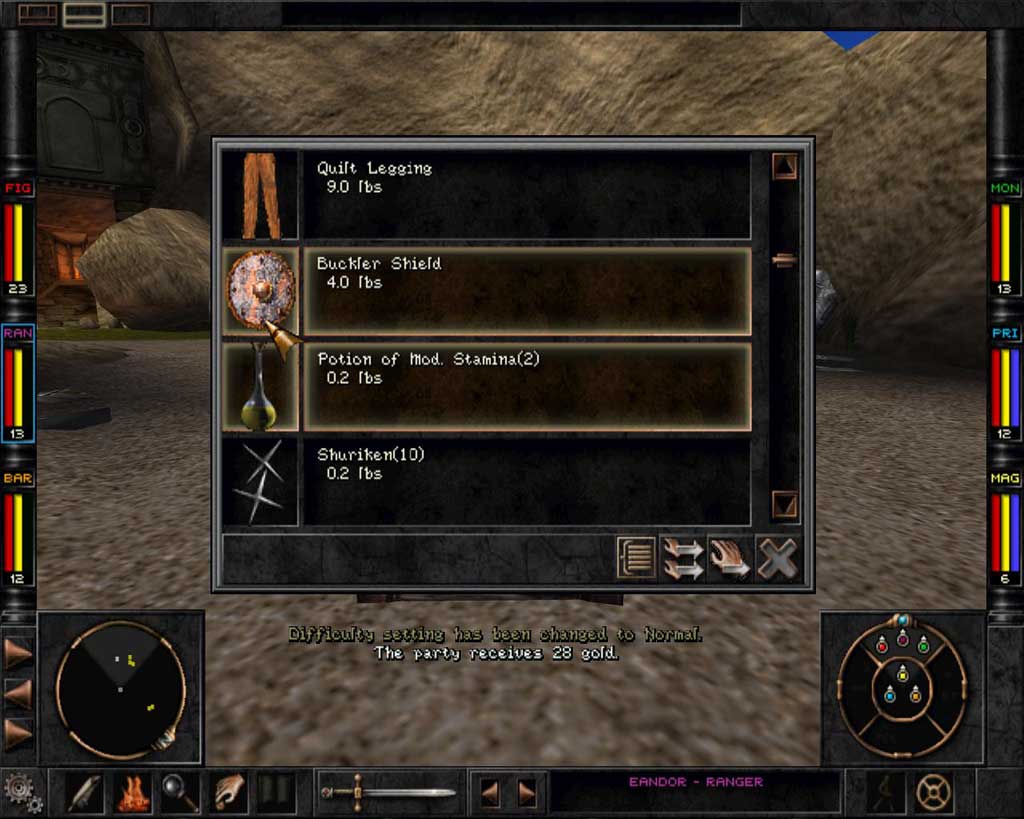 Quilt Legging
9.0 lbs
Buckler Shield
4.0 lbs
Potion of Mod. Stamina(2)
0.2 lbs
Shuriken(10)
0.2 lbs
FIG
23
RAN
13
BAR
12
MON
13
PRI
12
MAG
6
Difficulty setting has been changed to Normal.
The party receives 28 gold.
EANDOR - RANGER